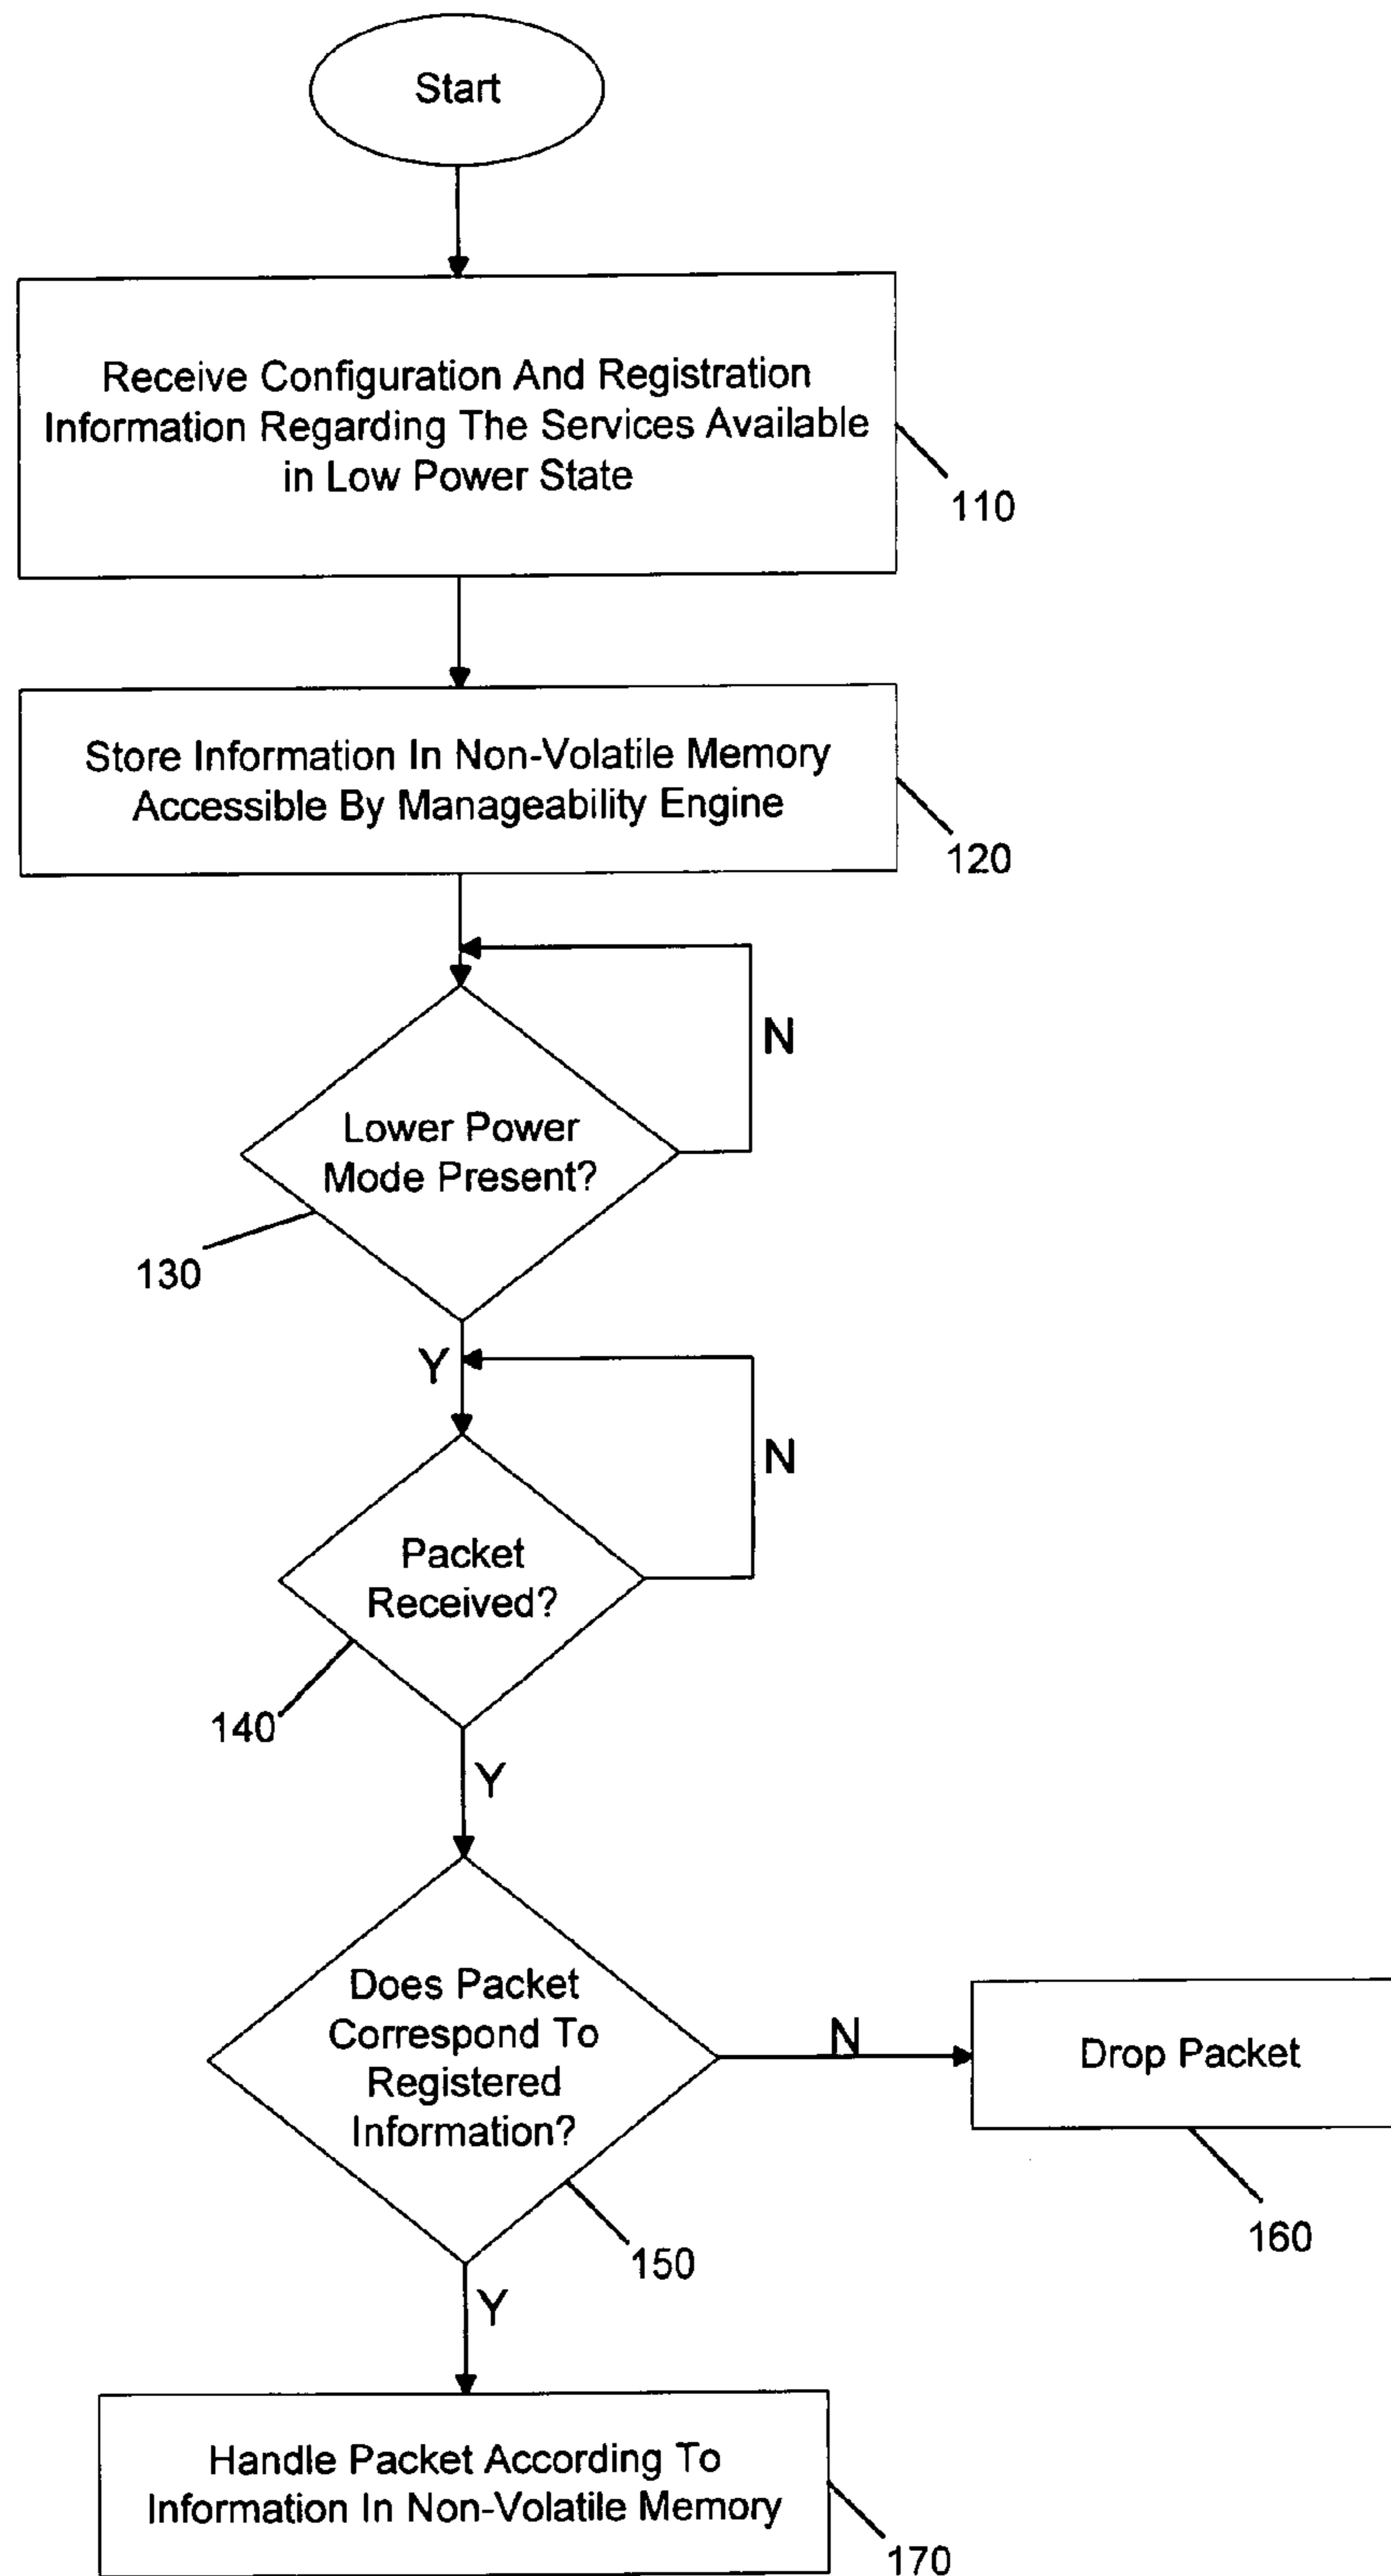 Start
Receive Configuration And Registration
Information Regarding The Services Available
in Low Power State
110
Store Information In Non-Volatile Memory
Accessible By Manageability Engine
120
N
Lower Power
Mode Present?
130
Y
N
Packet
Received?
140
Y
Does Packet
Correspond To
Registered
Information?
N
Drop Packet
150
160
Y
Handle Packet According To
Information In Non-Volatile Memory
170